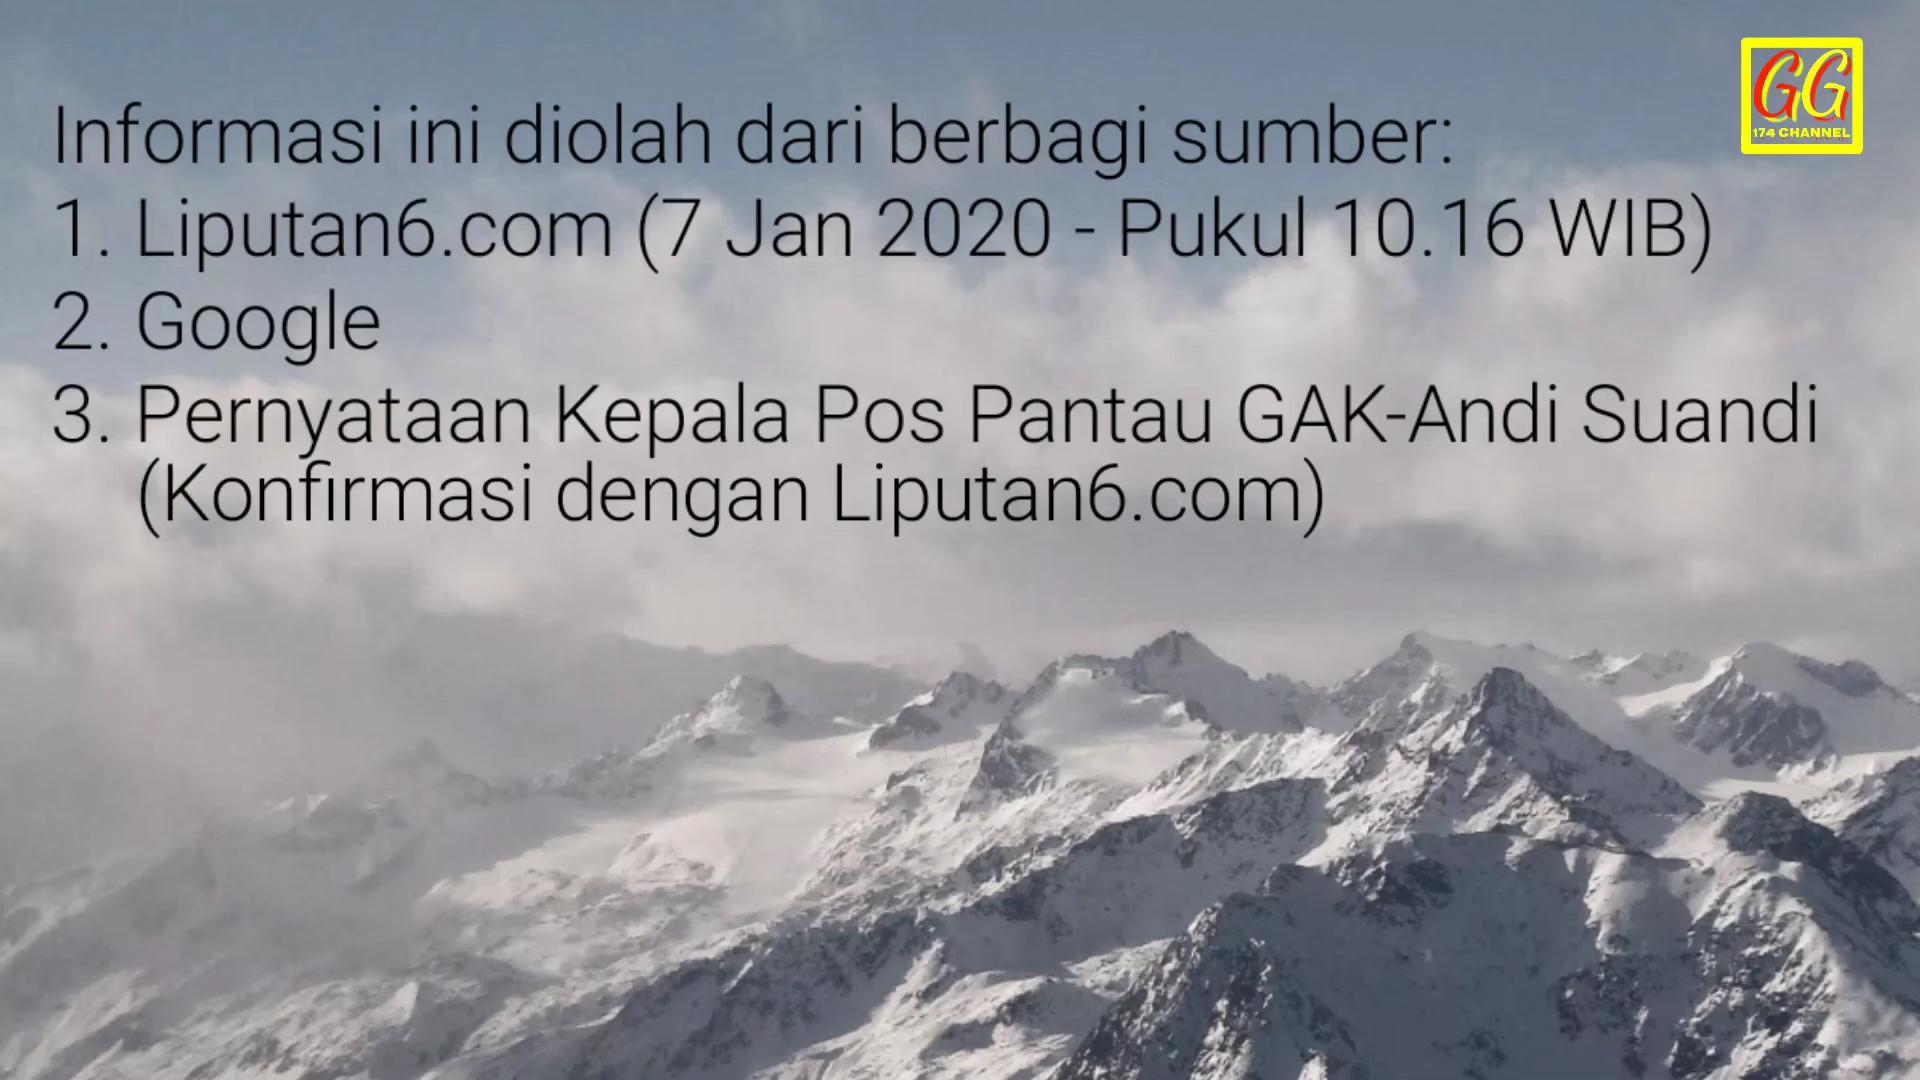 GG
174 CHANNEL
Informasi ini diolah dari berbagi sumber:
1. Liputan6.com (7 Jan 2020 - Pukul 10.16 WIB)
2. Google
3. Pernyataan Kepala Pos Pantau GAK-Andi Suandi
(Konfirmasi dengan Liputan6.com)